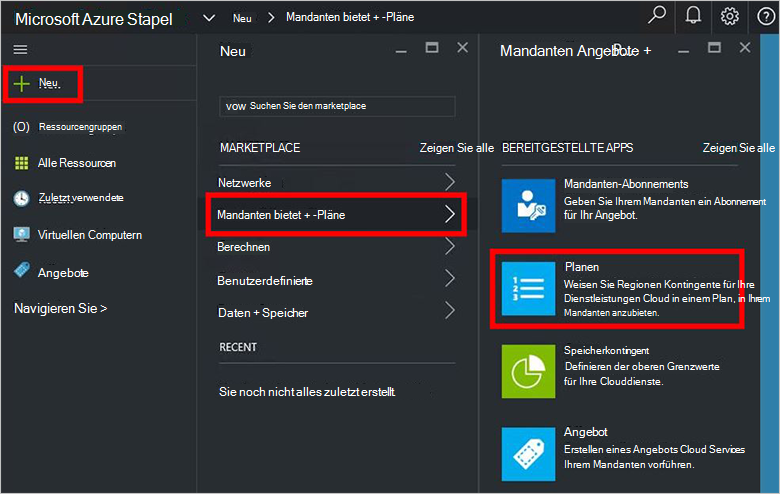 Microsoft Azure Stapel
Neu
Mandanten bietet + -Pläne
Neu
Ressourcengruppen
Alle Ressourcen
Zuletzt verwendete
Virtuellen Computern
Angebote
Navigieren Sie >
Neu
vow Suchen Sie den marketplace
MARKETPLACE
Zeigen Sie alle
Netzwerke
Mandanten bietet + -Pläne
Berechnen
Benutzerdefinierte
Daten + Speicher
RECENT
Sie noch nicht alles zuletzt erstellt.
Mandanten Angebote +
BEREITGESTELLTE APPS
Zeigen Sie alle
Mandanten-Abonnements
Geben Sie Ihrem Mandanten ein Abonnement
für Ihr Angebot.
Planen
Weisen Sie Regionen Kontingente für Ihre
Dienstleistungen Cloud in einem Plan, in Ihrem
Mandanten anzubieten.
Speicherkontingent
Definieren der oberen Grenzwerte
für Ihre Clouddienste.
Angebot
Erstellen eines Angebots Cloud Services
Ihrem Mandanten vorführen.